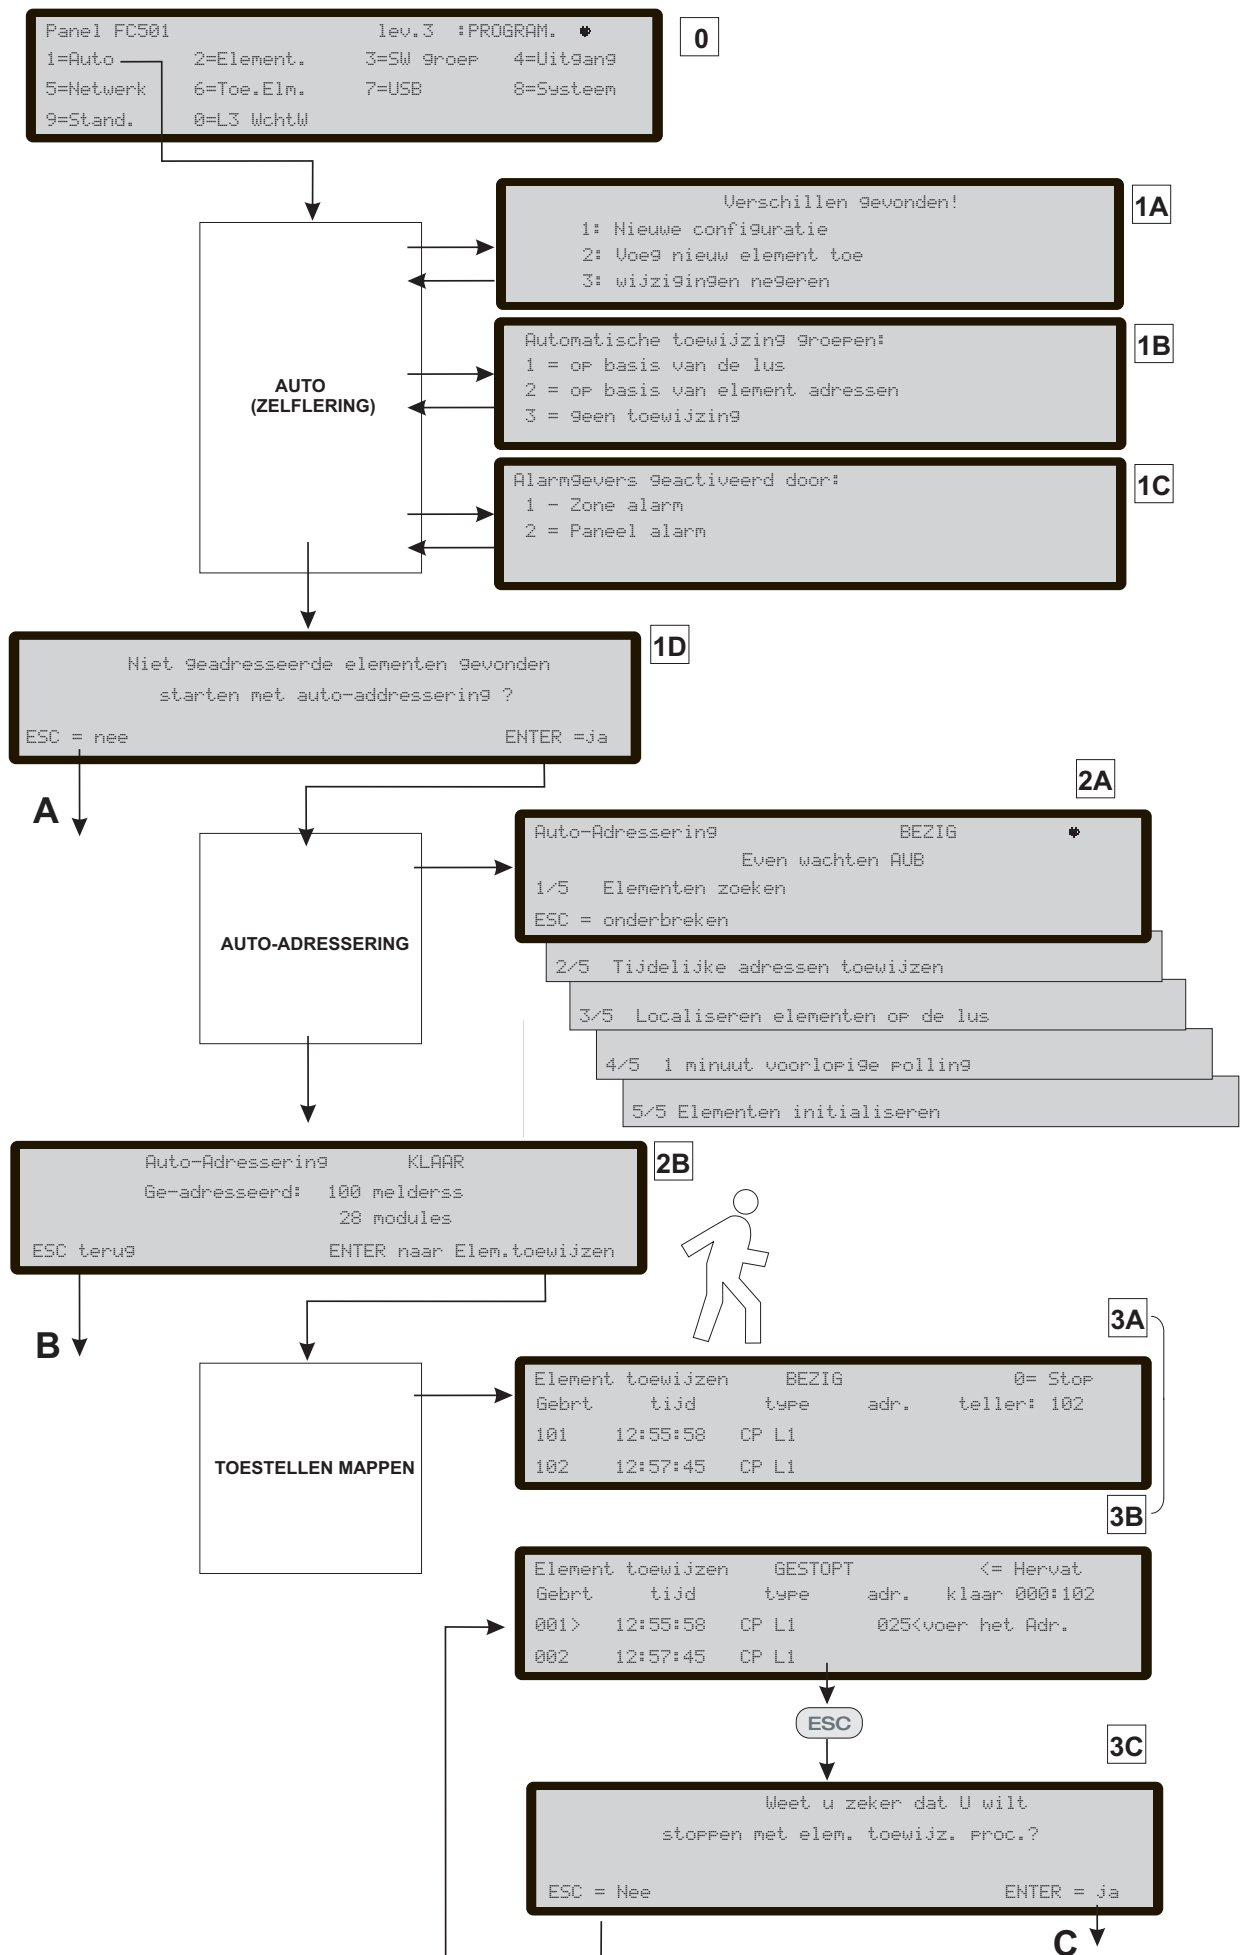 Panel FC501 lev.3 :PROGRAM.
0
1=Auto 2=Element. 3=SW groep 4=Uitgang
5=Netwerk 6=Toe.Elm. 7=USB 8=Systeem
9=Stand. 0=L3 WchtW
1A
Verschillen gevonden!
1: Nieuwe configuratie
2: Voeg nieuw element toe
3: wijzigingen negeren
1B
Automatische toewijzing groepen:
1 = op basis van de lus
2 = op basis van element adressen
3 = geen toewijzing
AUTO
(ZELFLERING)
1C
Alarmgevers geactiveerd door:
1 - Zone alarm
2 = Paneel alarm
1D
Niet geadresseerde elementen gevonden
starten met auto-addressering ?
ESC = nee ENTER =ja
A
2A
Auto-Adressering BEZIG
Even wachten AUB
1/5 Elementen zoeken
ESC = onderbreken
AUTO-ADRESSERING
2/5 Tijdelijke adressen toewijzen
3/5 Localiseren elementen op de lus
4/5 1 minuut voorlopige polling
5/5 Elementen initialiseren
2B
Auto-Adressering KLAAR
Ge-adresseerd: 100 melderss
28 modules
ESC terug ENTER naar Elem.toewijzen
B
3A
Element toewijzen BEZIG 0= Stop
Gebrt tijd type adr. teller: 102
101 12:55:58 CP L1
102 12:57:45 CP L1
TOESTELLEN MAPPEN
3B
Element toewijzen GESTOPT <= Hervat
Gebrt tijd type adr. klaar 000:102
001> 12:55:58 CP L1 025<voer het Adr.
002 12:57:45 CP L1
ESC
3C
Weet u zeker dat U wilt
stoppen met elem. toewijz. proc.?
ESC = Nee ENTER = ja
C